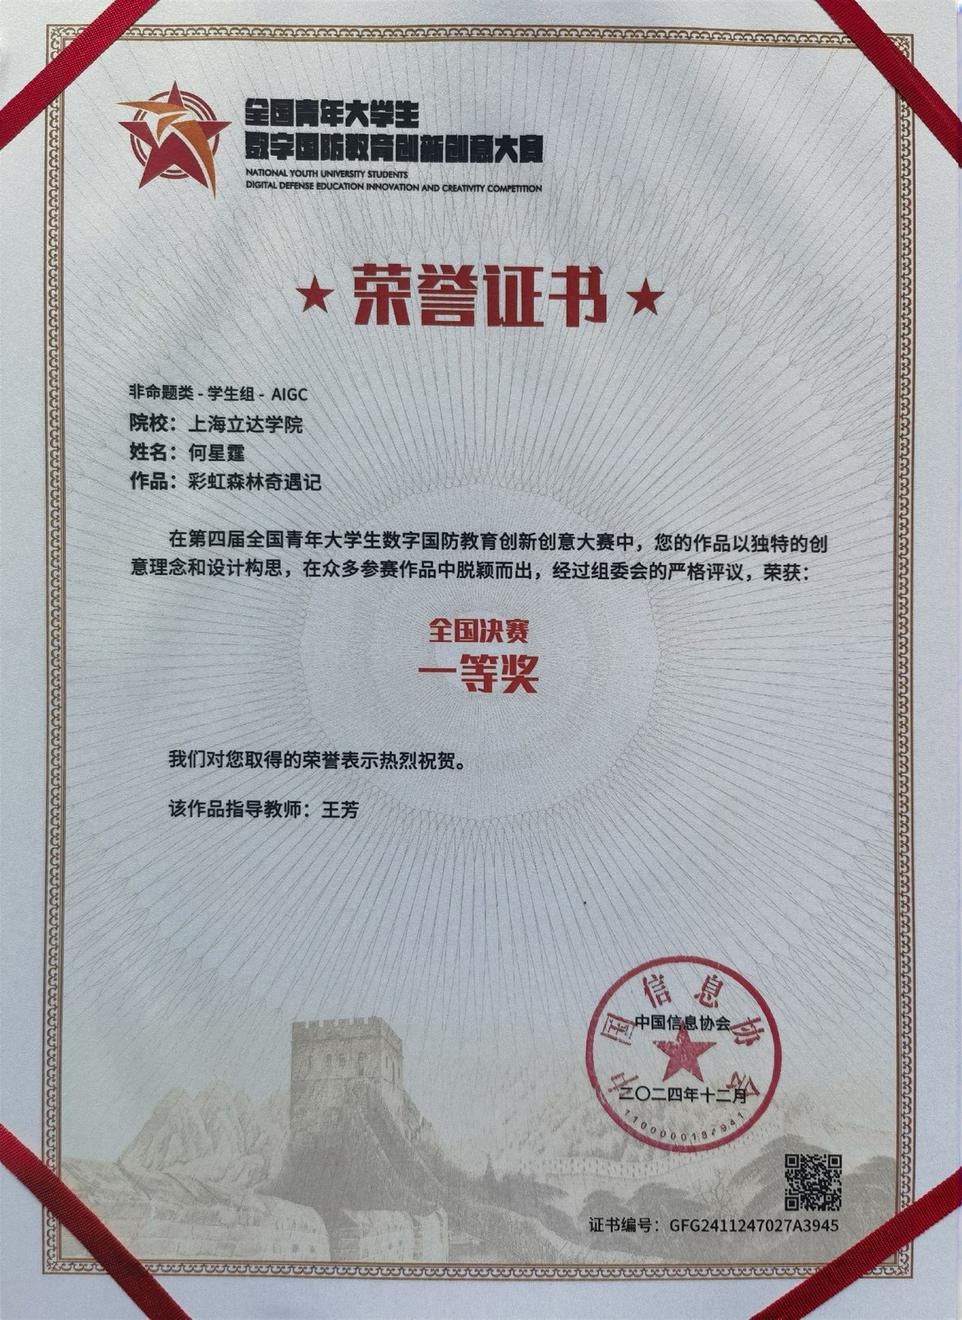 全国青年大学生
数字国防教育创新创意大赛
NATIONAL YOUTH UNIVERSITY STUDENTS
DIGITAL DEFENSE EDUCATION INNOVATION AND CREATIVITY COMPETITION
荣誉证书
非命题类 - 学生组 - AIGC
院校：上海立达学院
姓名：何星霆
作品：彩虹森林奇遇记
在第四届全国青年大学生数字国防教育创新创意大赛中，您的作品以独特的创
意理念和设计构思，在众多参赛作品中脱颖而出，经过组委会的严格评议，荣获：
全国决赛
一等奖
我们对您取得的荣誉表示热烈祝贺。
该作品指导教师：王芳
中国信息协会
中国信息协会
二〇二四年十二月
证书编号：GFG2411247027A3945